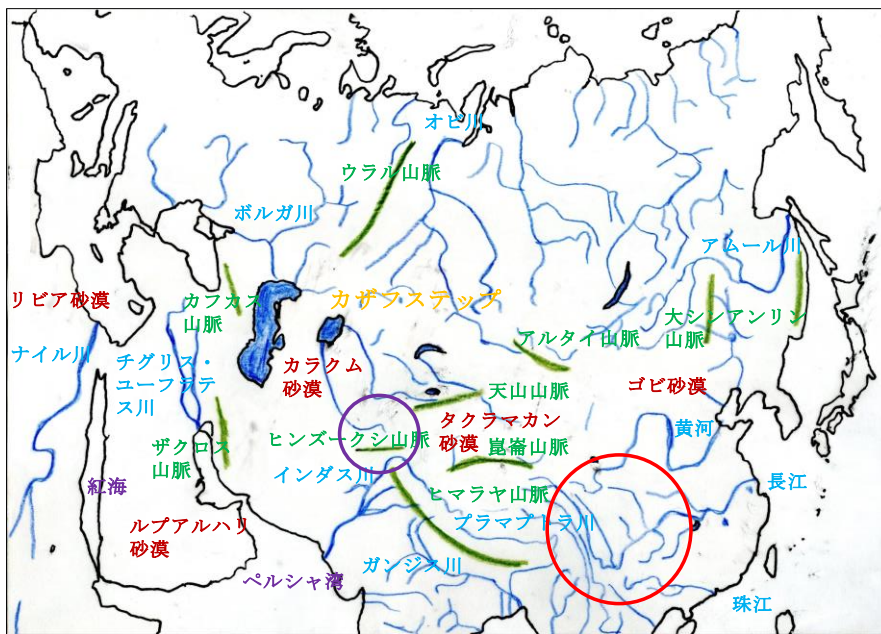 オビ川
ウラル山脈
ボルガ川
アムール川
リビア砂漠
カフカス
山脈
カザフステップ
大シンアンリン
山脈
ナイル川
チグリス・
ユーフラテ
ス川
カラクム
砂漠
アルタイ山脈
天山山脈
ゴビ砂漠
タクラマカン
砂漠
黄河
ザクロス
山脈
ヒンズークシ山脈
崑崙山脈
インダス川
紅海
ヒマラヤ山脈
長江
ルブアルハリ
砂漠
プラマプトラ川
ガンジス川
ペルシャ湾
珠江